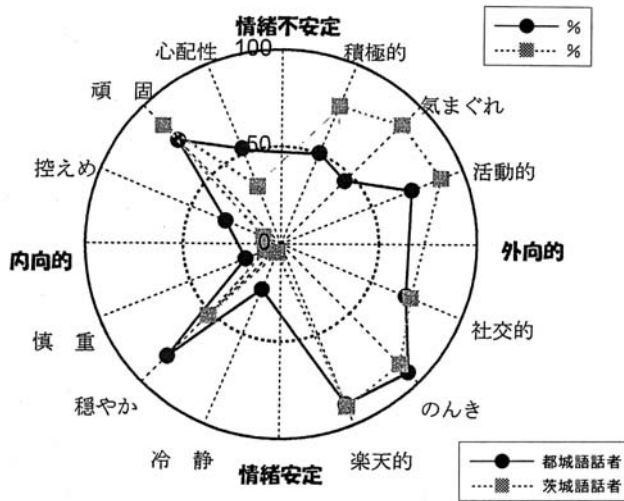 情緒不安定
100
心配性
積極的
%
%
頑 固
気まぐれ
50
控えめ
活動的
0
内向的
外向的
慎 重
社交的
穏やか
のんき
冷 静
楽天的
情緒安定
都城語話者
茨城語話者